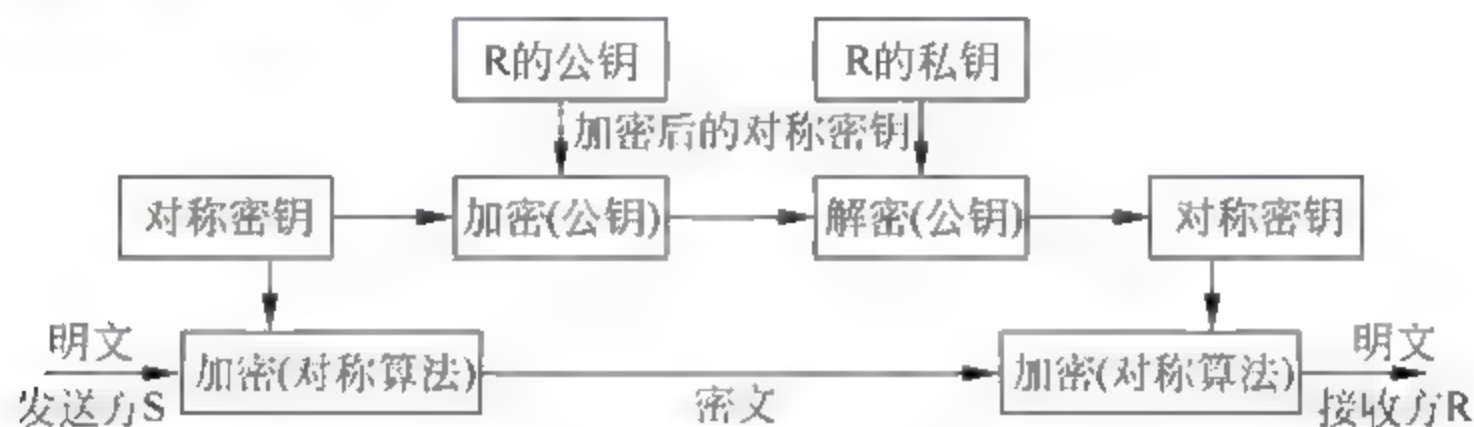 R的公钥
R的私钥
加密后的对称密钥
对称密钥
加密(公钥)
解密(公钥)
对称密钥
明文
加密(对称算法)
加密(对称算法)
明文
发送方S
密文
接收方R